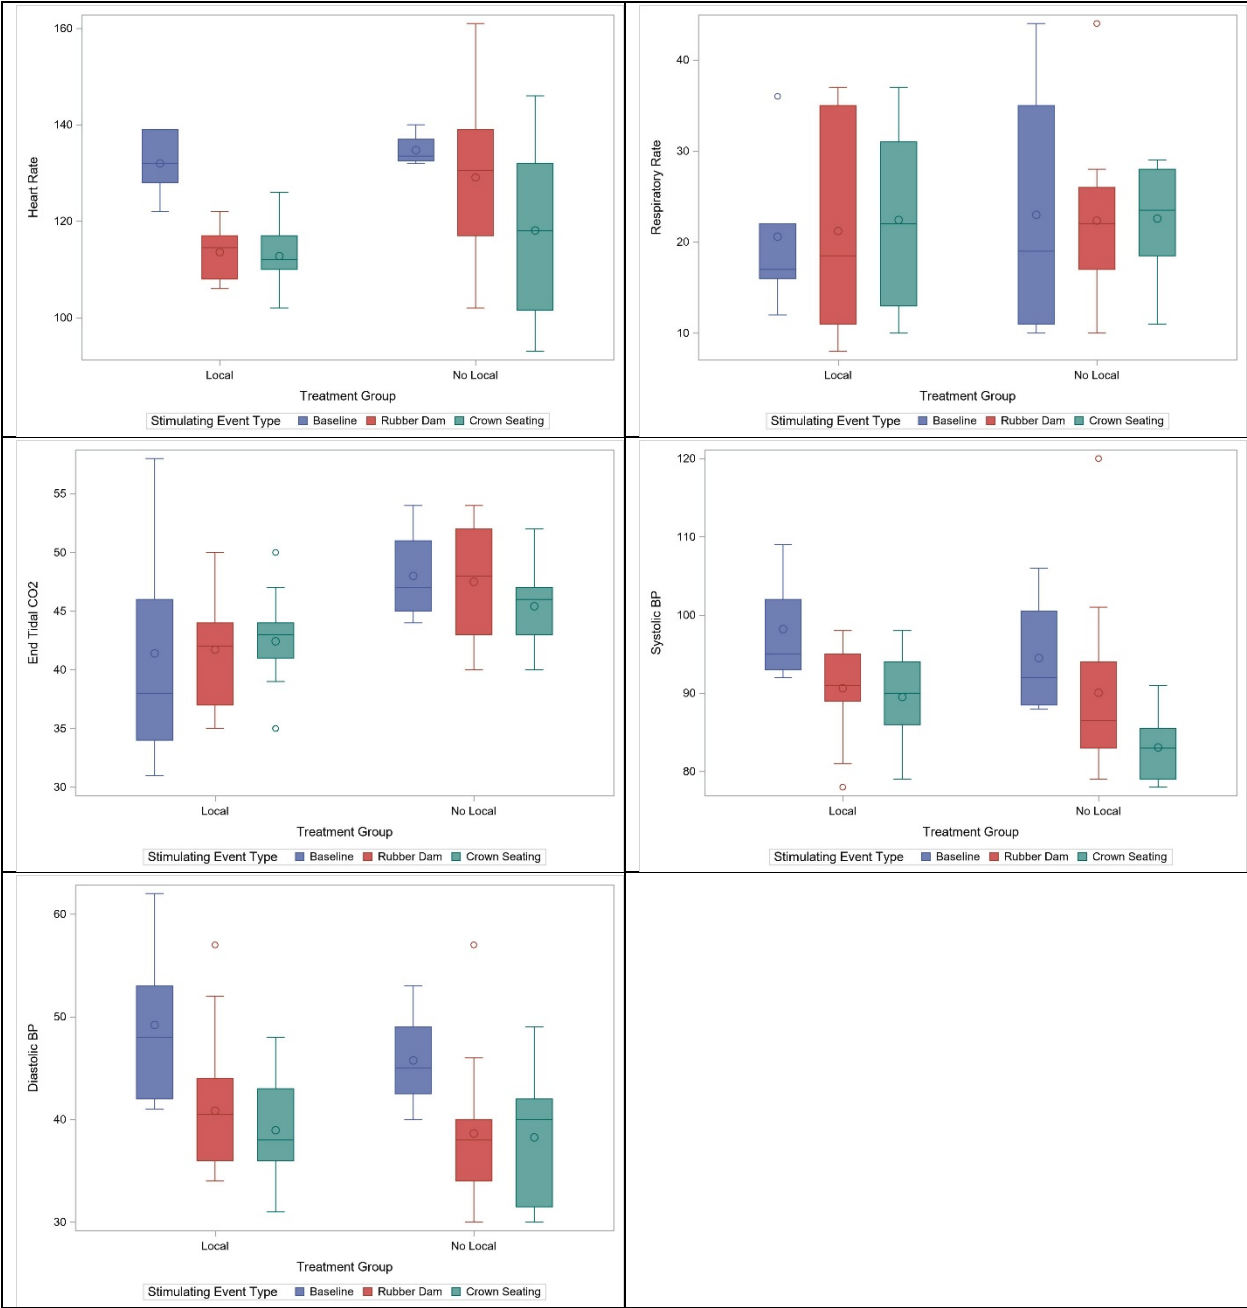 160
140
120
100
Heart Rate
Local
No Local
Treatment Group
Stimulating Event Type Baseline Rubber Dam Crown Seating
40
30
20
10
Respiratory Rate
Local
No Local
Treatment Group
Stimulating Event Type Baseline Rubber Dam Crown Seating
55
50
45
40
35
30
End Tidal CO2
Local
No Local
Treatment Group
Stimulating Event Type Baseline Rubber Dam Crown Seating
120
110
100
90
80
Systolic BP
Local
No Local
Treatment Group
Stimulating Event Type Baseline Rubber Dam Crown Seating
60
50
40
30
Diastolic BP
Local
No Local
Treatment Group
Stimulating Event Type Baseline Rubber Dam Crown Seating